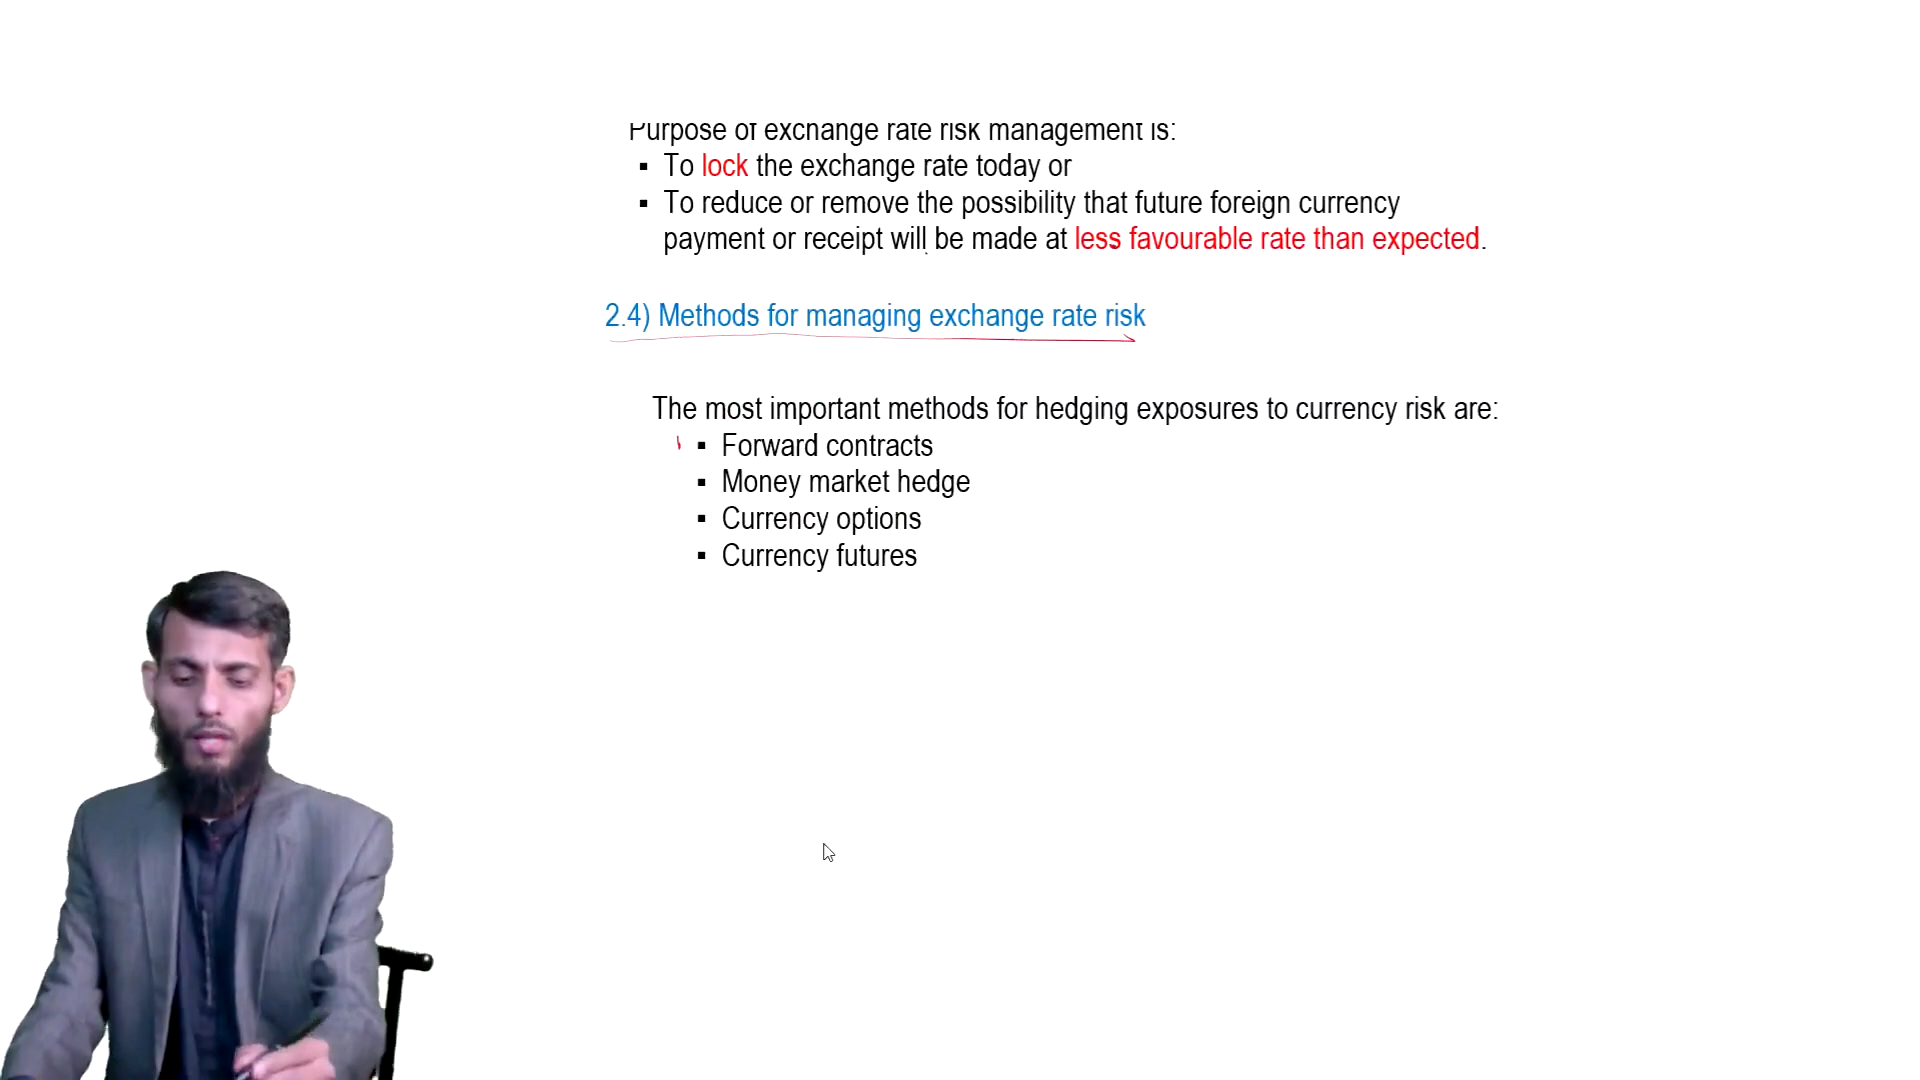 Purpose of exchange rate risk management is:
▪ To lock the exchange rate today or
▪ To reduce or remove the possibility that future foreign currency
payment or receipt will be made at less favourable rate than expected.
2.4) Methods for managing exchange rate risk
The most important methods for hedging exposures to currency risk are:
▪ Forward contracts
▪ Money market hedge
▪ Currency options
▪ Currency futures